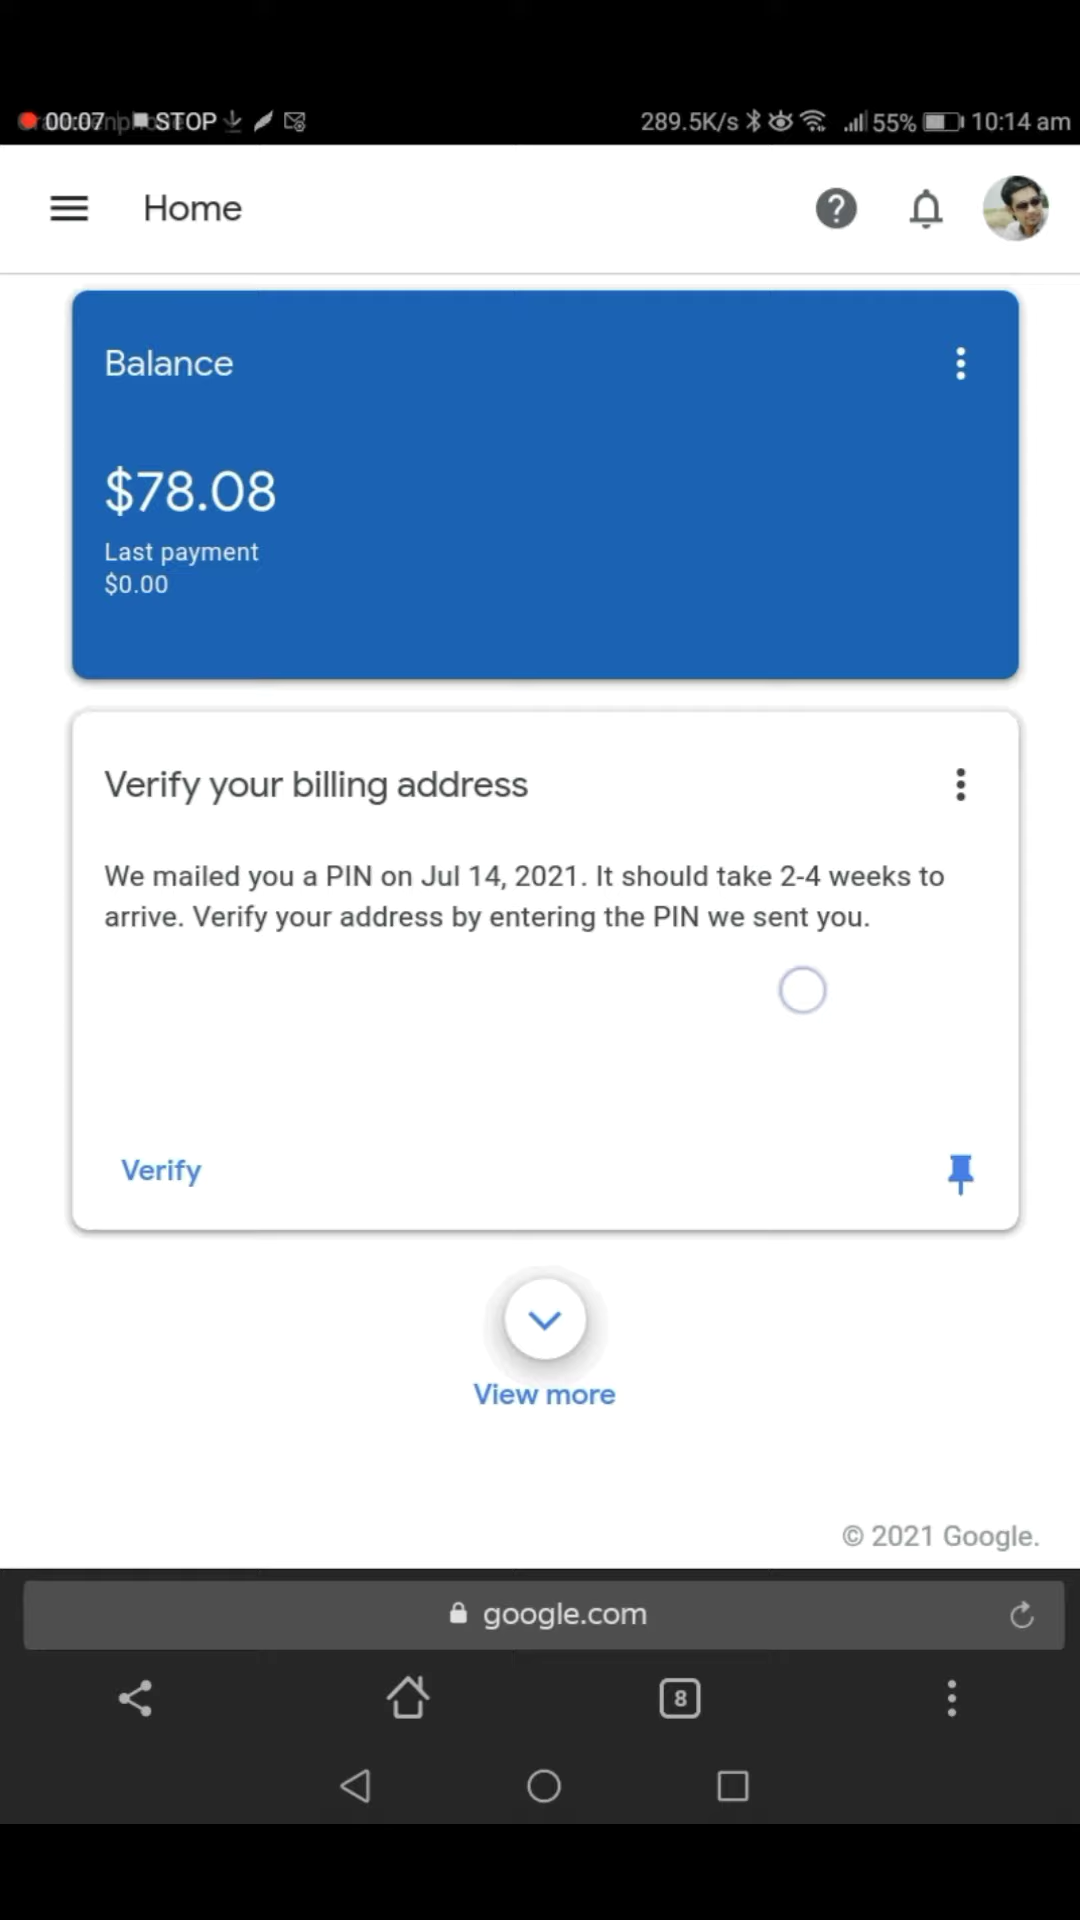 00:07 STOP 289.5K/s 55% 10:14 am
Home
Balance
$78.08
Last payment
$0.00
Verify your billing address
We mailed you a PIN on Jul 14, 2021. It should take 2-4 weeks to
arrive. Verify your address by entering the PIN we sent you.
Verify
View more
© 2021 Google.
google.com
8